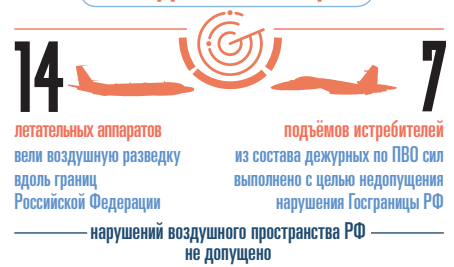 14
летательных аппаратов
вели воздушную разведку
вдоль границ
Российской Федерации
7
подъёмов истребителей
из состава дежурных по ПВО сил
выполнено с целью недопущения
нарушения Госграницы РФ
нарушений воздушного пространства РФ
не допущено